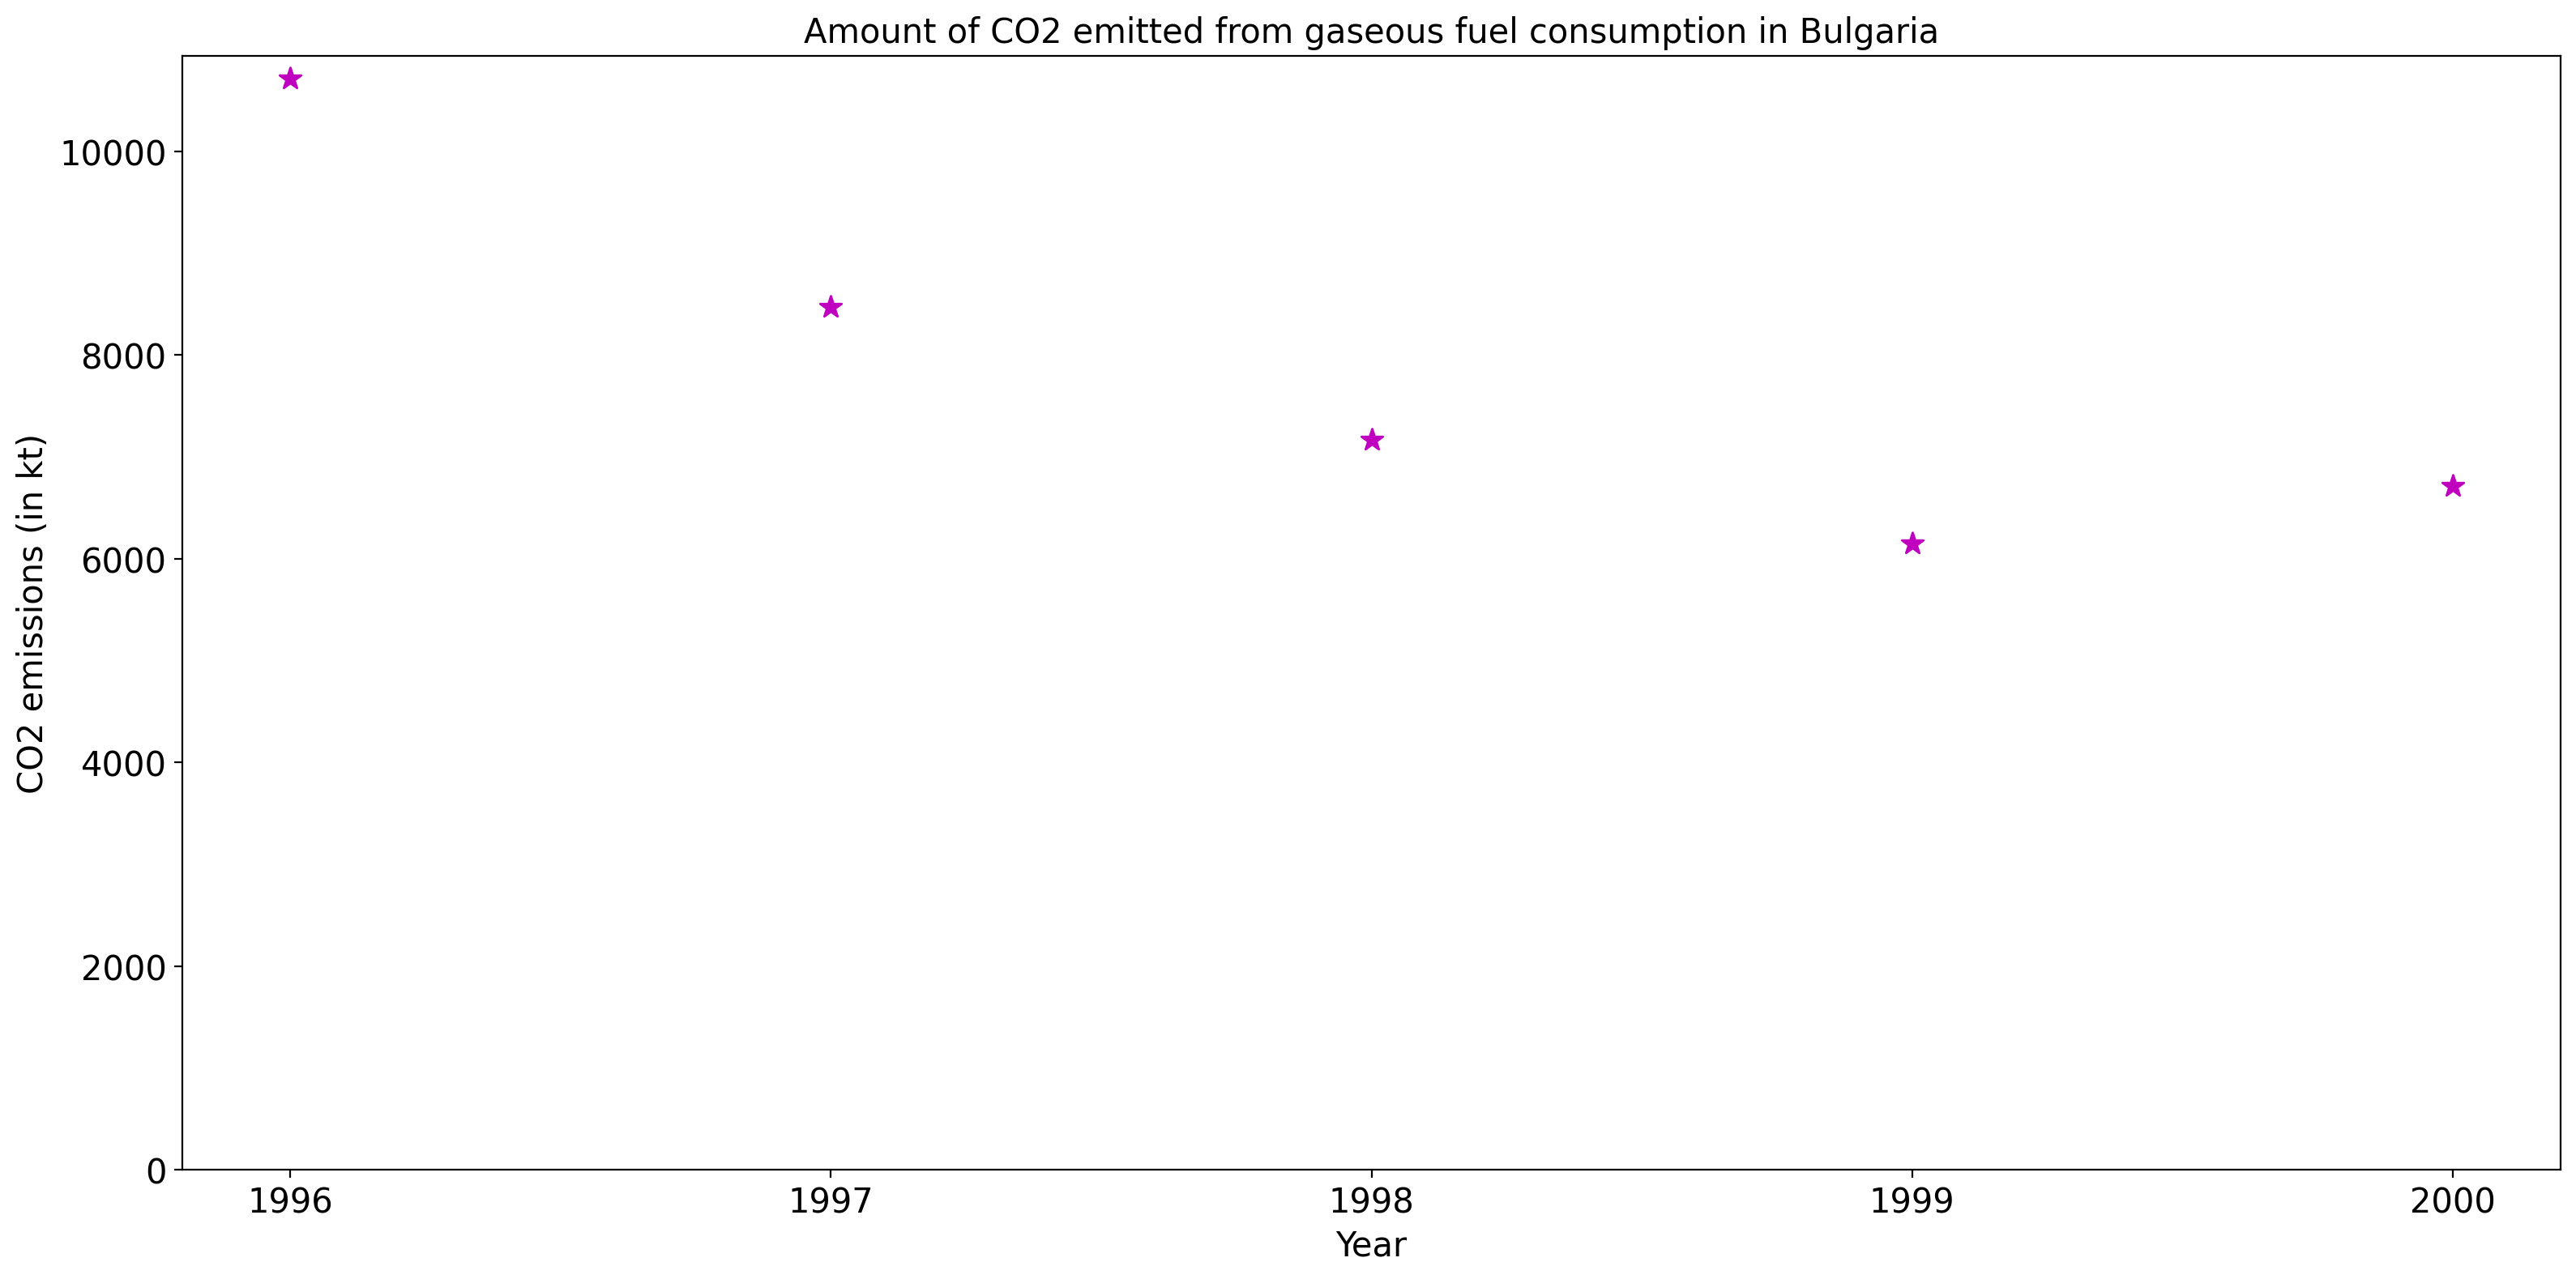 Amount of CO2 emitted from gaseous fuel consumption in Bulgaria
CO2 emissions (in kt)
10000
8000
6000
4000
2000
0
1996 1997 1998 1999 2000
Year